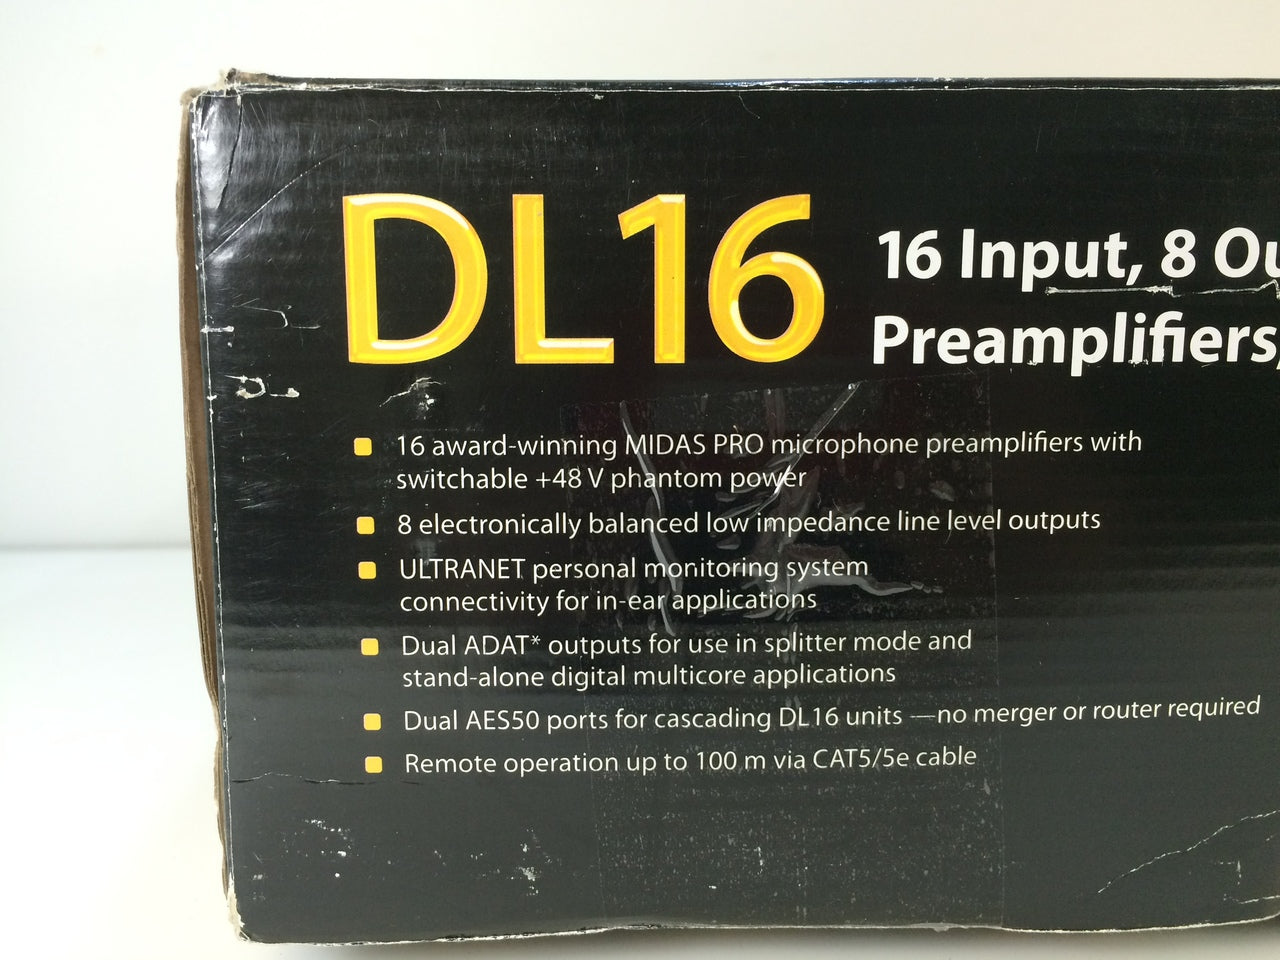 DL16
16 Input, 8 Ou
Preamplifiers,
16 award-winning MIDAS PRO microphone preamplifiers with
switchable +48 V phantom power
8 electronically balanced low impedance line level outputs
ULTRANET personal monitoring system
connectivity for in-ear applications
Dual ADAT* outputs for use in splitter mode and
stand-alone digital multicore applications
Dual AES50 ports for cascading DL16 units —no merger or router required
Remote operation up to 100 m via CAT5/5e cable